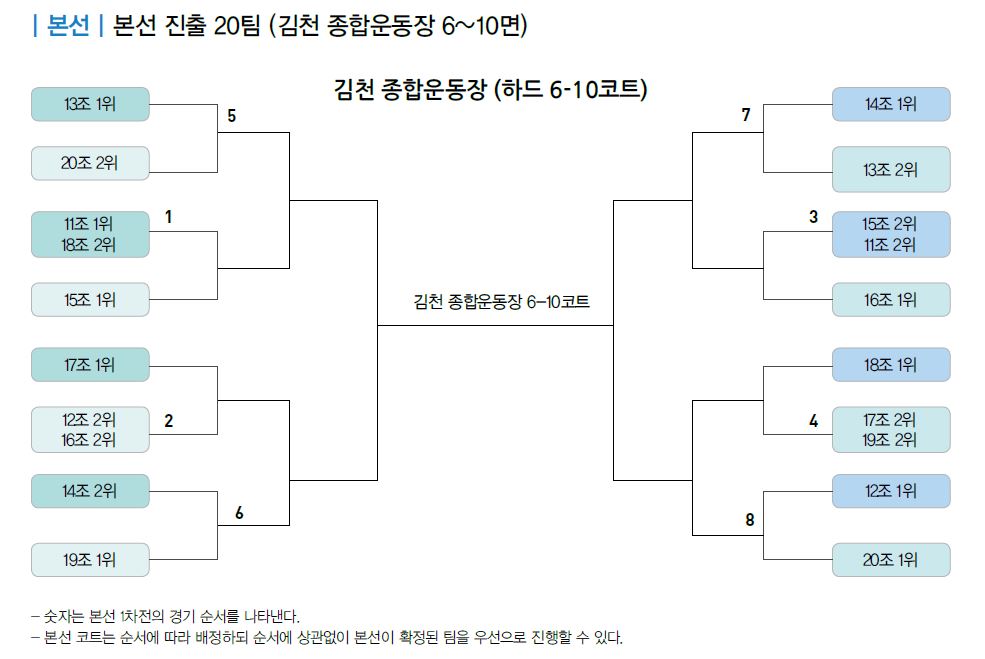 | 본선 | 본선 진출 20팀 (김천 종합운동장 6~10면)
김천 종합운동장 (하드 6-10코트)
13조 1위
5
20조 2위
11조 1위
18조 2위
1
15조 1위
17조 1위
12조 2위
16조 2위
2
14조 2위
6
19조 1위
김천 종합운동장 6-10코트
7
14조 1위
13조 2위
3
15조 2위
11조 2위
16조 1위
18조 1위
4
17조 2위
19조 2위
12조 1위
8
20조 1위
- 숫자는 본선 1차전의 경기 순서를 나타낸다.
- 본선 코트는 순서에 따라 배정하되 순서에 상관없이 본선이 확정된 팀을 우선으로 진행할 수 있다.